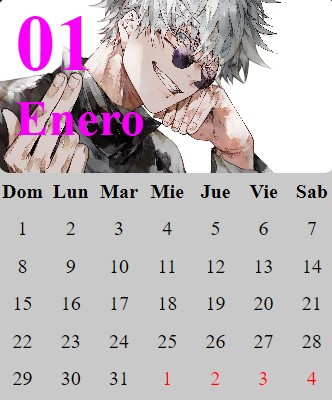 01
Enero
Dom Lun Mar Mie Jue Vie Sab
1 2 3 4 5 6 7
8 9 10 11 12 13 14
15 16 17 18 19 20 21
22 23 24 25 26 27 28
29 30 31 1 2 3 4